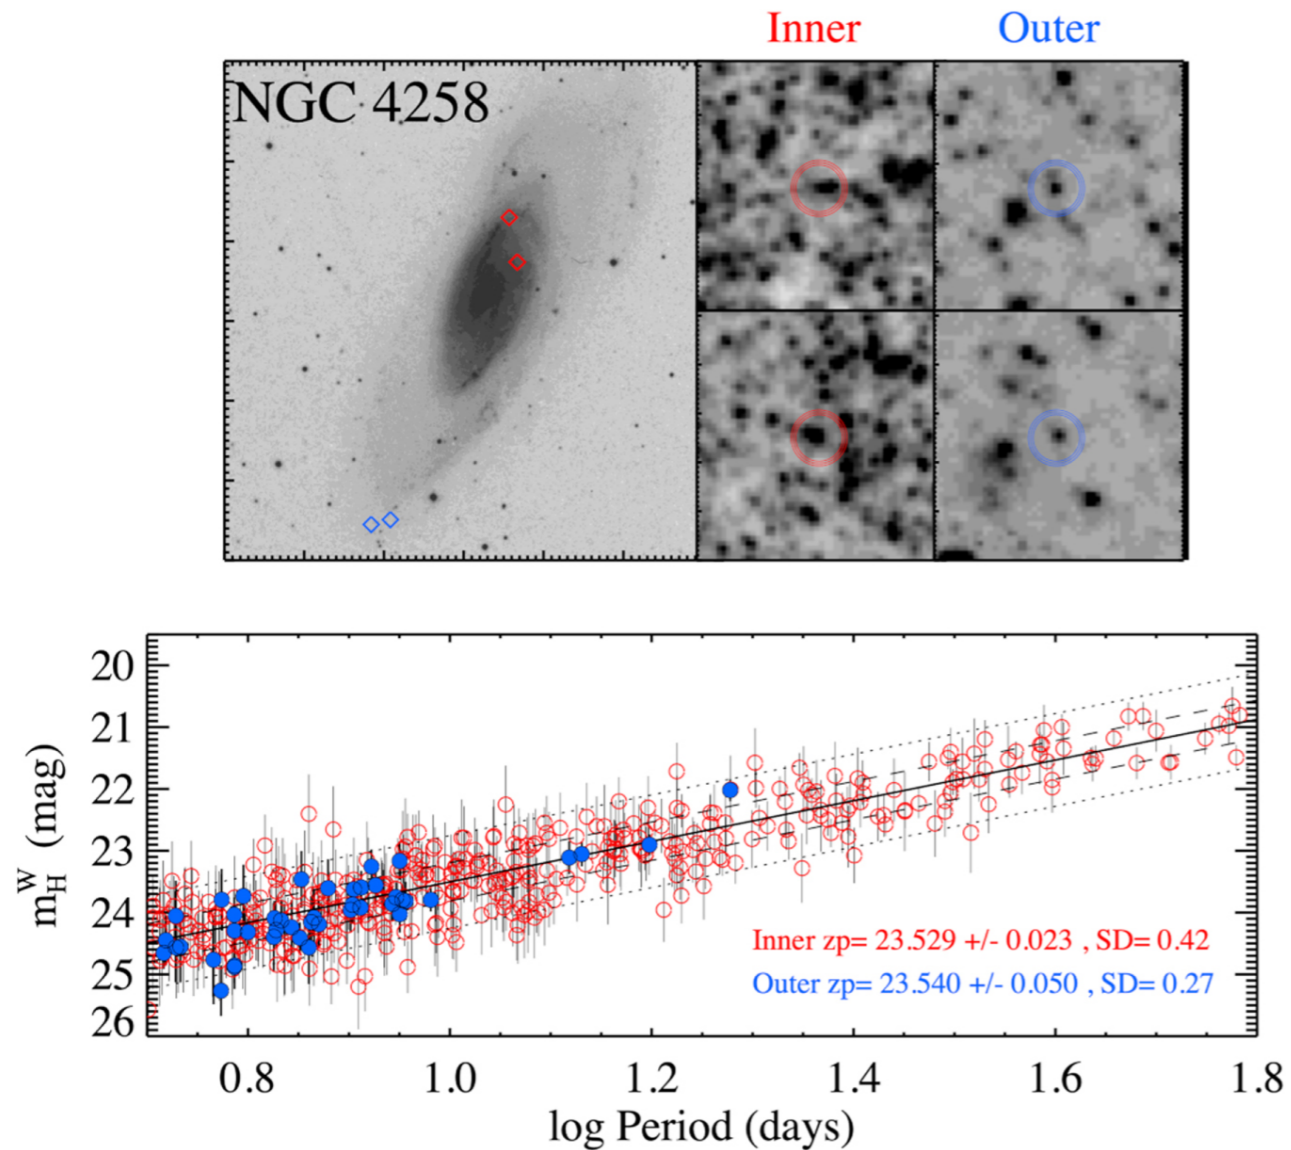 Inner Outer
NGC 4258
20
21
22
23
24
25
26
m_H^W (mag)
Inner zp= 23.529 +/- 0.023 , SD= 0.42
Outer zp= 23.540 +/- 0.050 , SD= 0.27
0.8 1.0 1.2 1.4 1.6 1.8
log Period (days)